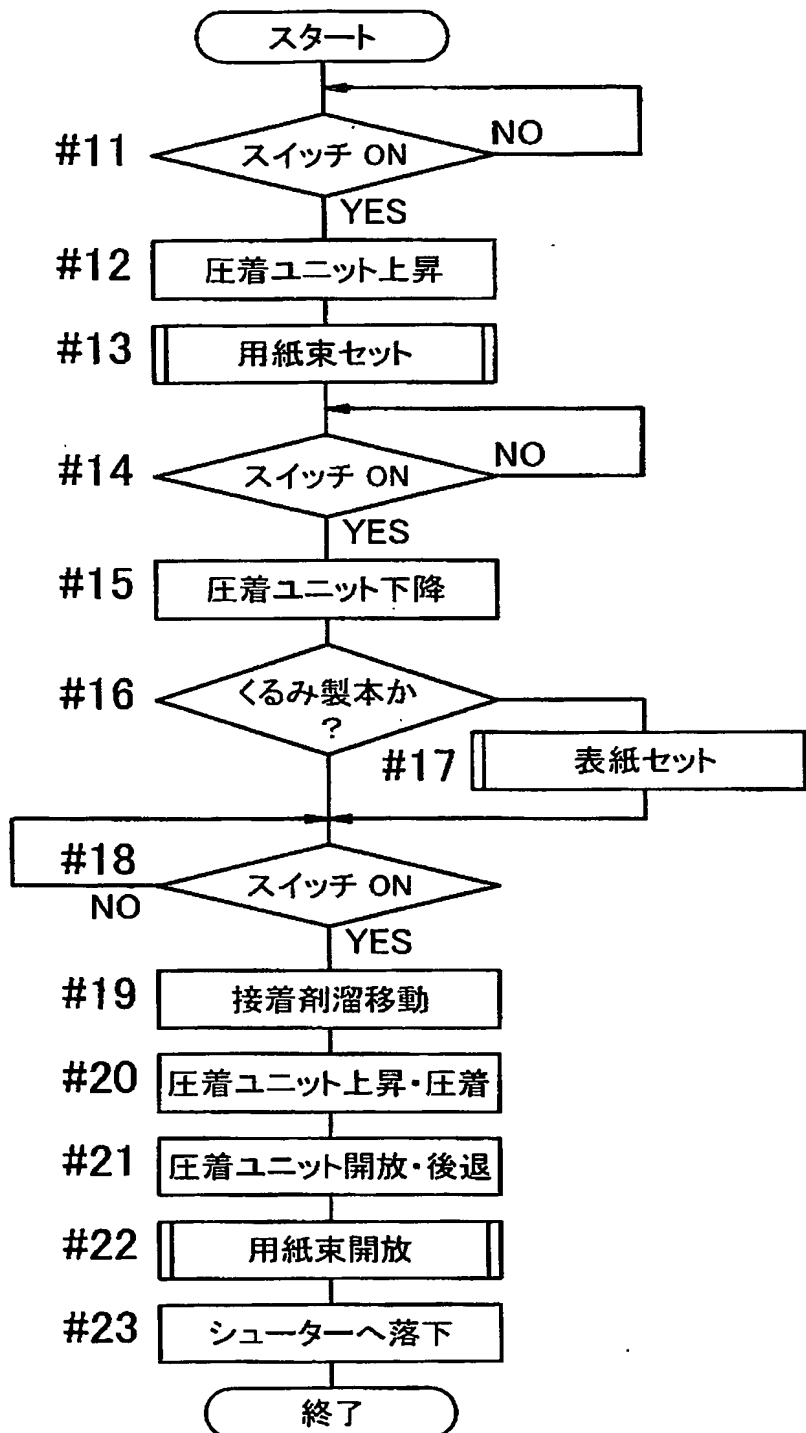 スタート
#11 スイッチ ON NO
YES
#12 圧着ユニット上昇
#13 用紙束セット
#14 スイッチ ON NO
YES
#15 圧着ユニット下降
#16 くるみ製本か
?
#17 表紙セット
#18 スイッチ ON
NO
YES
#19 接着剤溜移動
#20 圧着ユニット上昇・圧着
#21 圧着ユニット開放・後退
#22 用紙束開放
#23 シューターへ落下
終了